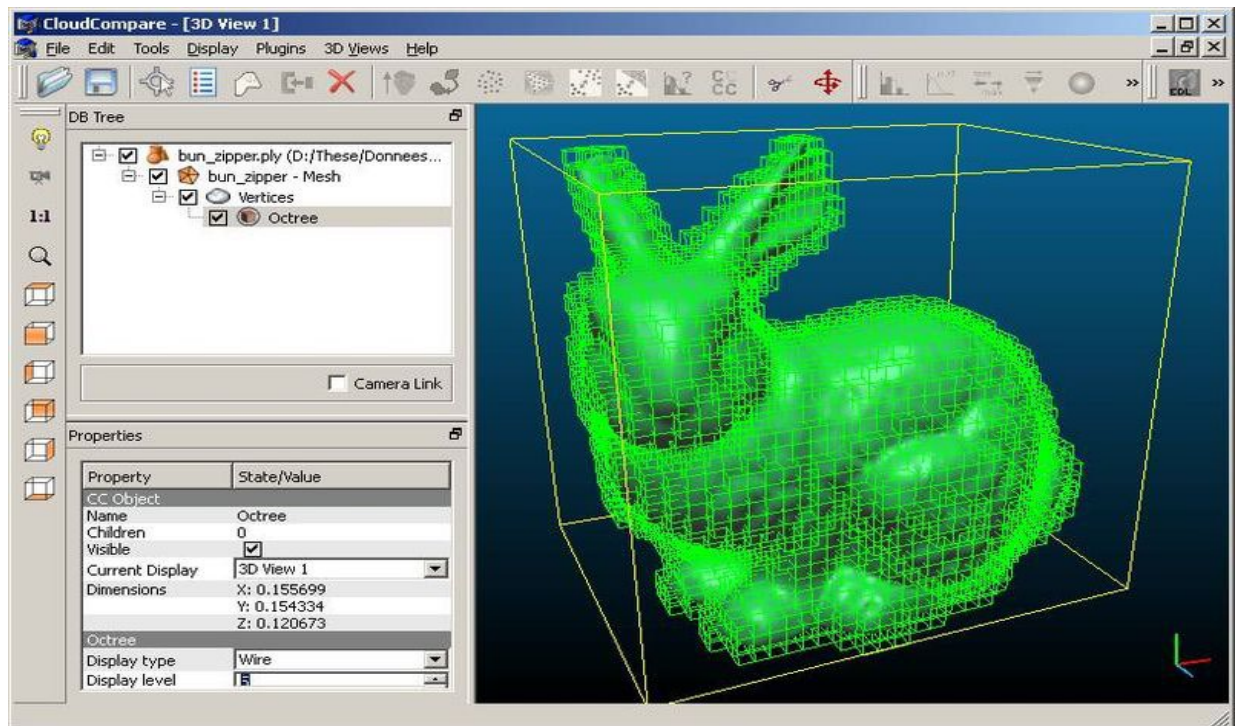 CloudCompare - [3D View 1]
File Edit Tools Display Plugins 3D Views Help
C C
CC
»
EDL
»
DB Tree
bun_zipper.ply (D:/These/Donnees...
bun_zipper - Mesh
Vertices
Octree
1:1
Camera Link
Properties
Property State/Value
CC Object
Name Octree
Children 0
Visible
Current Display 3D View 1
Dimensions X: 0.155699
Y: 0.154334
Z: 0.120673
Octree
Display type Wire
Display level